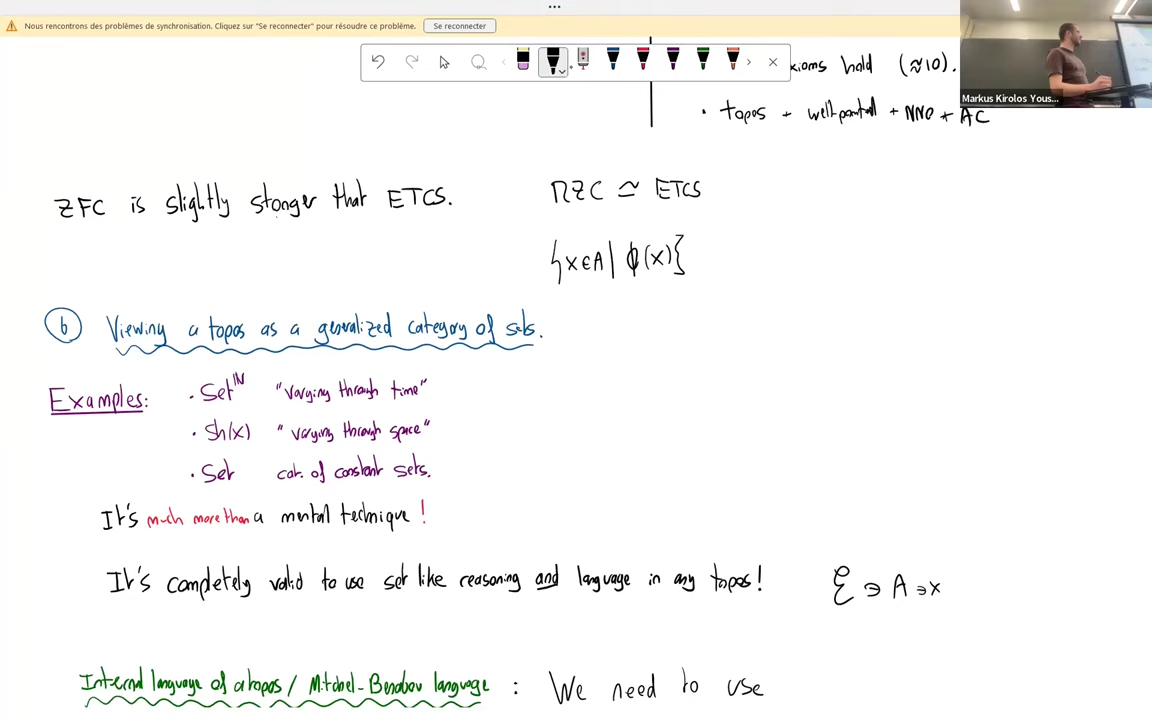 Nous rencontrons des problèmes de synchronisation. Cliquez sur "Se reconnecter" pour résoudre ce problème. Se reconnecter
xioms hold (≈10).
Markus Kirolos Yous...
· topos + well-pointed + NNO + AC
ZFC is slightly stonger that ETCS. RZC ≃ ETCS
{x∈A | ϕ(x)}
6 Viewing a topos as a generalized category of sets.
Examples: · Set^ℕ "Varying through time"
· Sh(X) "varying through space"
· Set cat. of constant sets.
It's much more than a mental technique!
It's completely valid to use set like reasoning and language in any topos! ℰ ∋ A ∋ x
Internal language of a topos / Mitchel-Benabou language : We need to use